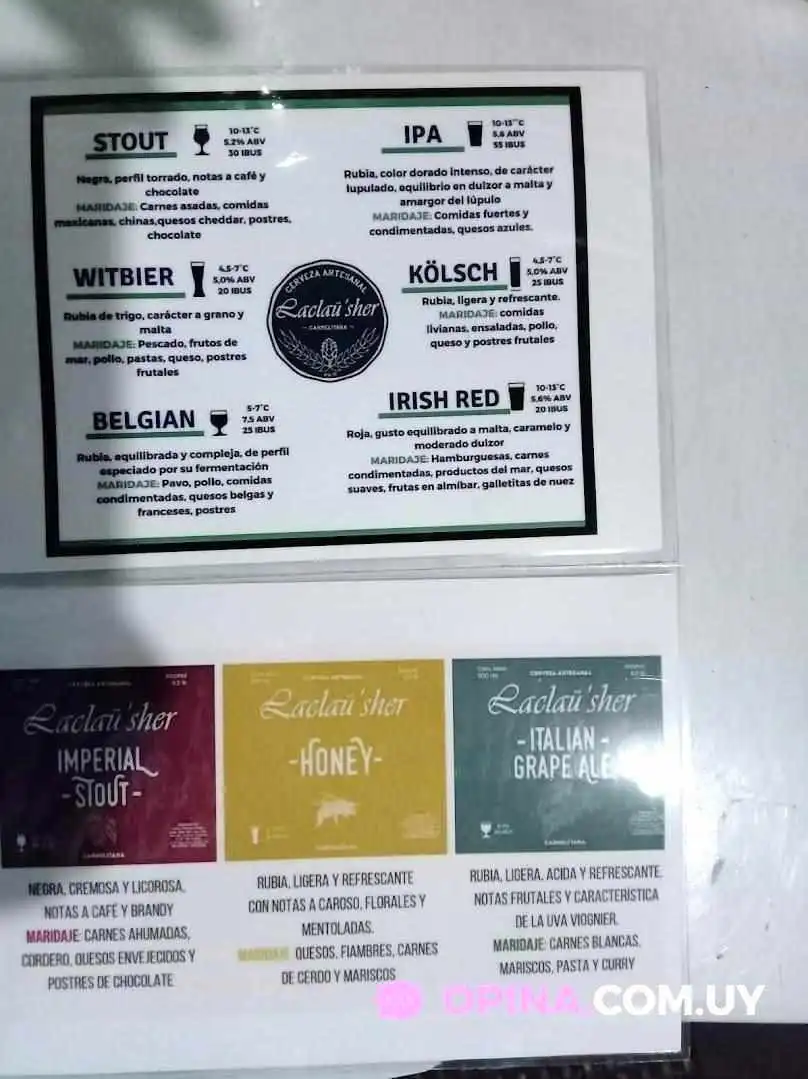 STOUT
10-13°C
5.2% ABV
30 IBUS
Negra, perfil torrado, notas a café y
chocolate
MARIDAJE: Carnes asadas, comidas
mexicanas, chinas,quesos cheddar, postres,
chocolate
IPA
10-13°C
5,6 ABV
55 IBUS
Rubia, color dorado intenso, de carácter
lupulado, equilibrio en dulzor a malta y
amargor del lúpulo
MARIDAJE: Comidas fuertes y
condimentadas, quesos azules.
WITBIER
4,5-7°C
5,0% ABV
20 IBUS
Rubia de trigo, carácter a grano y
malta
MARIDAJE: Pescado, frutos de
mar, pollo, pastas, queso, postres
frutales
CERVEZA ARTESANAL
Laclaü'sher
CARMELITANA
KÖLSCH
4,5-7°C
5,0% ABV
25 IBUS
Rubia, ligera y refrescante.
MARIDAJE: comidas
livianas, ensaladas, pollo,
queso y postres frutales
BELGIAN
5-7°C
7,5 ABV
25 IBUS
Rubia, equilibrada y compleja, de perfil
especiado por su fermentación
MARIDAJE: Pavo, pollo, comidas
condimentadas, quesos belgas y
franceses, postres
IRISH RED
10-13°C
5,6% ABV
20 IBUS
Roja, gusto equilibrado a malta, caramelo y
moderado dulzor
MARIDAJE: Hamburguesas, carnes
condimentadas, productos del mar, quesos
suaves, frutas en almíbar, galletitas de nuez
CERVEZA ARTESANAL
Laclaü'sher
IMPERIAL
-STOUT-
CARMELITANA
NEGRA, CREMOSA Y LICOROSA,
NOTAS A CAFÉ Y BRANDY
MARIDAJE: CARNES AHUMADAS,
CORDERO, QUESOS ENVEJECIDOS Y
POSTRES DE CHOCOLATE
CERVEZA ARTESANAL
Laclaü'sher
-HONEY-
CARMELITANA
RUBIA, LIGERA Y REFRESCANTE
CON NOTAS A CAROSO, FLORALES Y
MENTOLADAS.
MARIDAJE: QUESOS, FIAMBRES, CARNES
DE CERDO Y MARISCOS
CERVEZA ARTESANAL
Laclaü'sher
-ITALIAN-
GRAPE ALE
CARMELITANA
RUBIA, LIGERA, ACIDA Y REFRESCANTE.
NOTAS FRUTALES Y CARACTERÍSTICA
DE LA UVA VIOGNIER.
MARIDAJE: CARNES BLANCAS,
MARISCOS, PASTA Y CURRY
OPINA.COM.UY